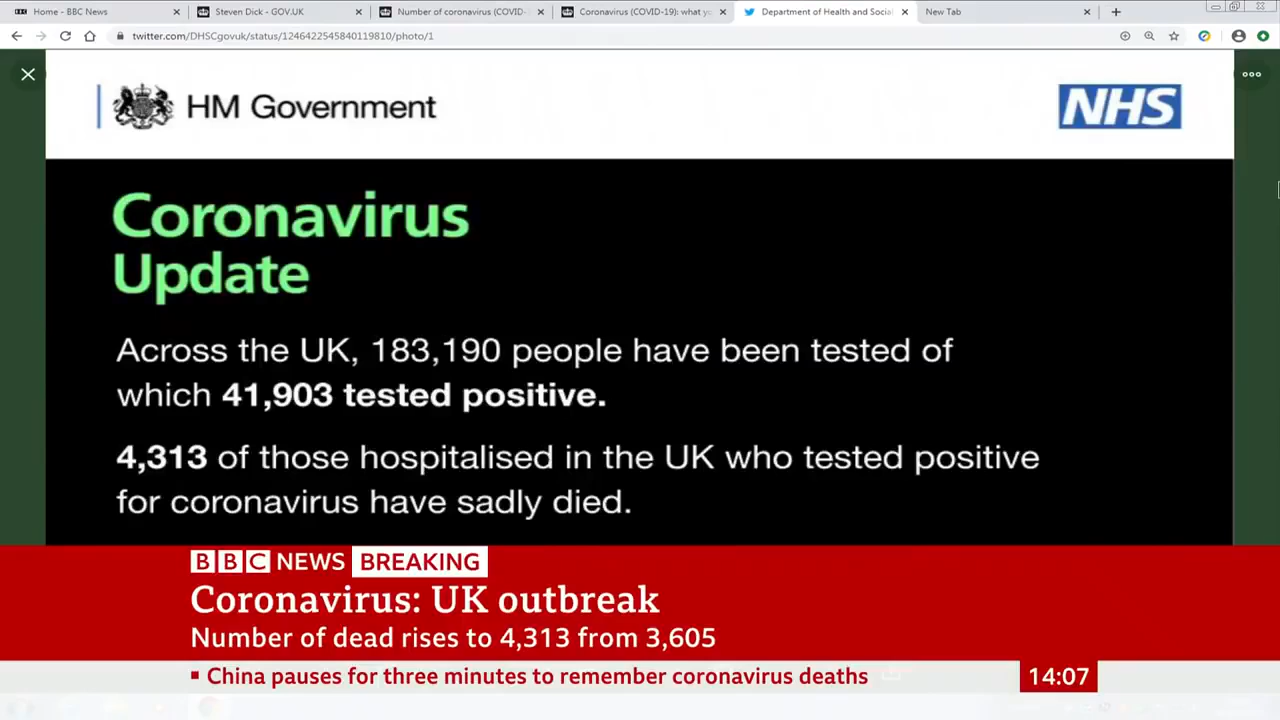 Home - BBC News
Steven Dick - GOV.UK
Number of coronavirus (COVID-
Coronavirus (COVID-19): what yo
Department of Health and Social
New Tab
twitter.com/DHSCgovuk/status/1246422545840119810/photo/1
HM Government
NHS
Coronavirus
Update
Across the UK, 183,190 people have been tested of
which 41,903 tested positive.
4,313 of those hospitalised in the UK who tested positive
for coronavirus have sadly died.
BBC NEWS BREAKING
Coronavirus: UK outbreak
Number of dead rises to 4,313 from 3,605
China pauses for three minutes to remember coronavirus deaths
14:07